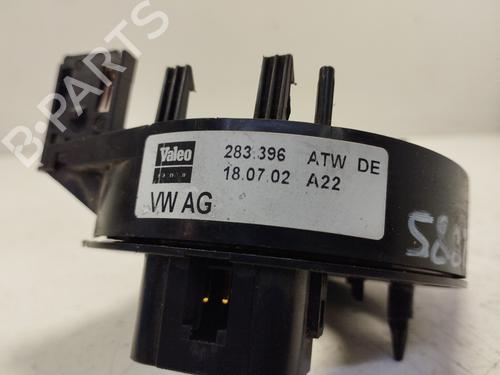 B-PARTS
Valeo
283.396 ATW DE
18.07.02 A22
VW AG